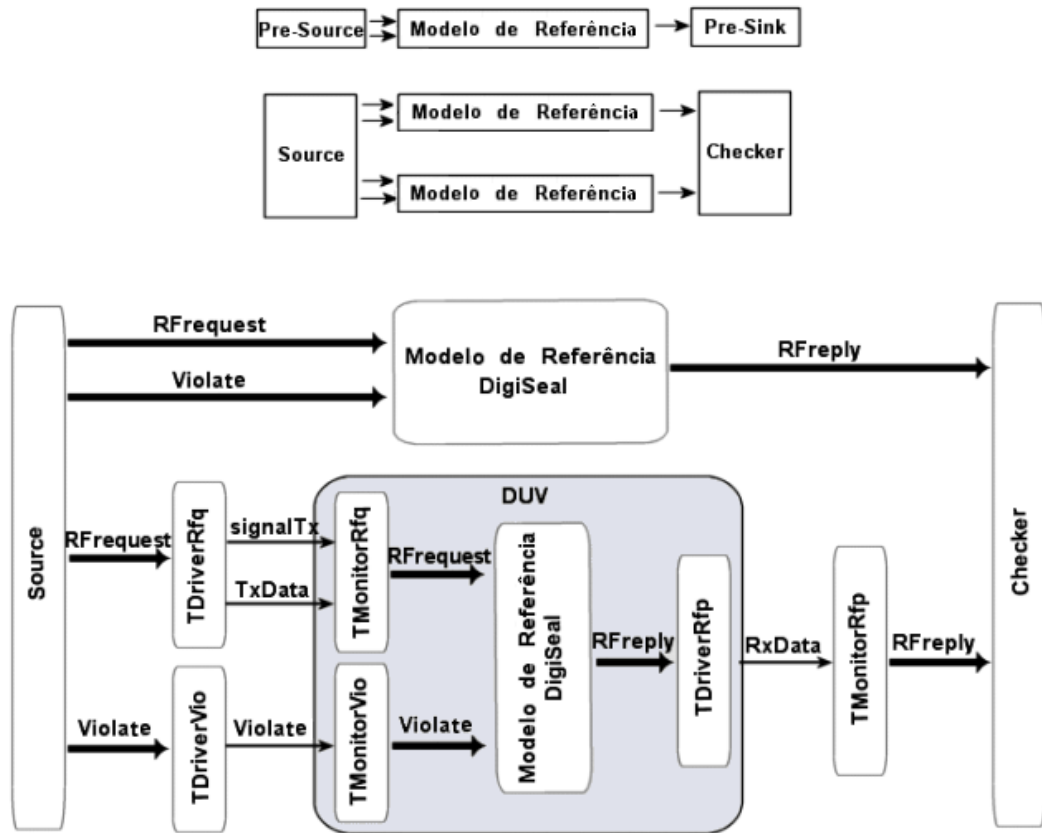 Pre-Source
Modelo de Referência
Pre-Sink
Source
Modelo de Referência
Modelo de Referência
Checker
Source
RFrequest
Violate
Modelo de Referência
DigiSeal
RFreply
Checker
DUV
RFrequest
TDriverRfq
signalTx
TxData
TMonitorRfq
RFrequest
Modelo de Referência
DigiSeal
RFreply
TDriverRfp
RxData
TMonitorRfp
RFreply
Violate
TDriverVio
Violate
TMonitorVio
Violate